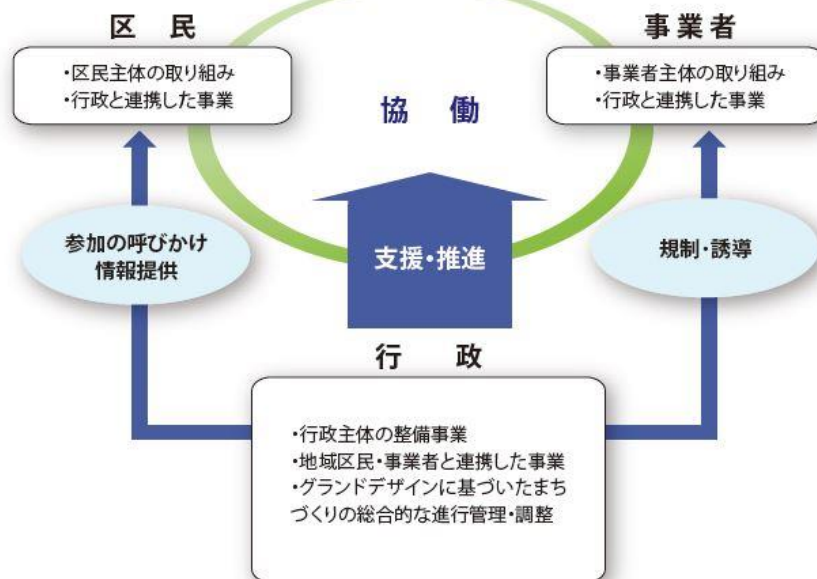 区　民
・区民主体の取り組み
・行政と連携した事業
事業者
・事業者主体の取り組み
・行政と連携した事業
協　働
参加の呼びかけ
情報提供
支援・推進
規制・誘導
行　政
・行政主体の整備事業
・地域区民・事業者と連携した事業
・グランドデザインに基づいたまち
づくりの総合的な進行管理・調整